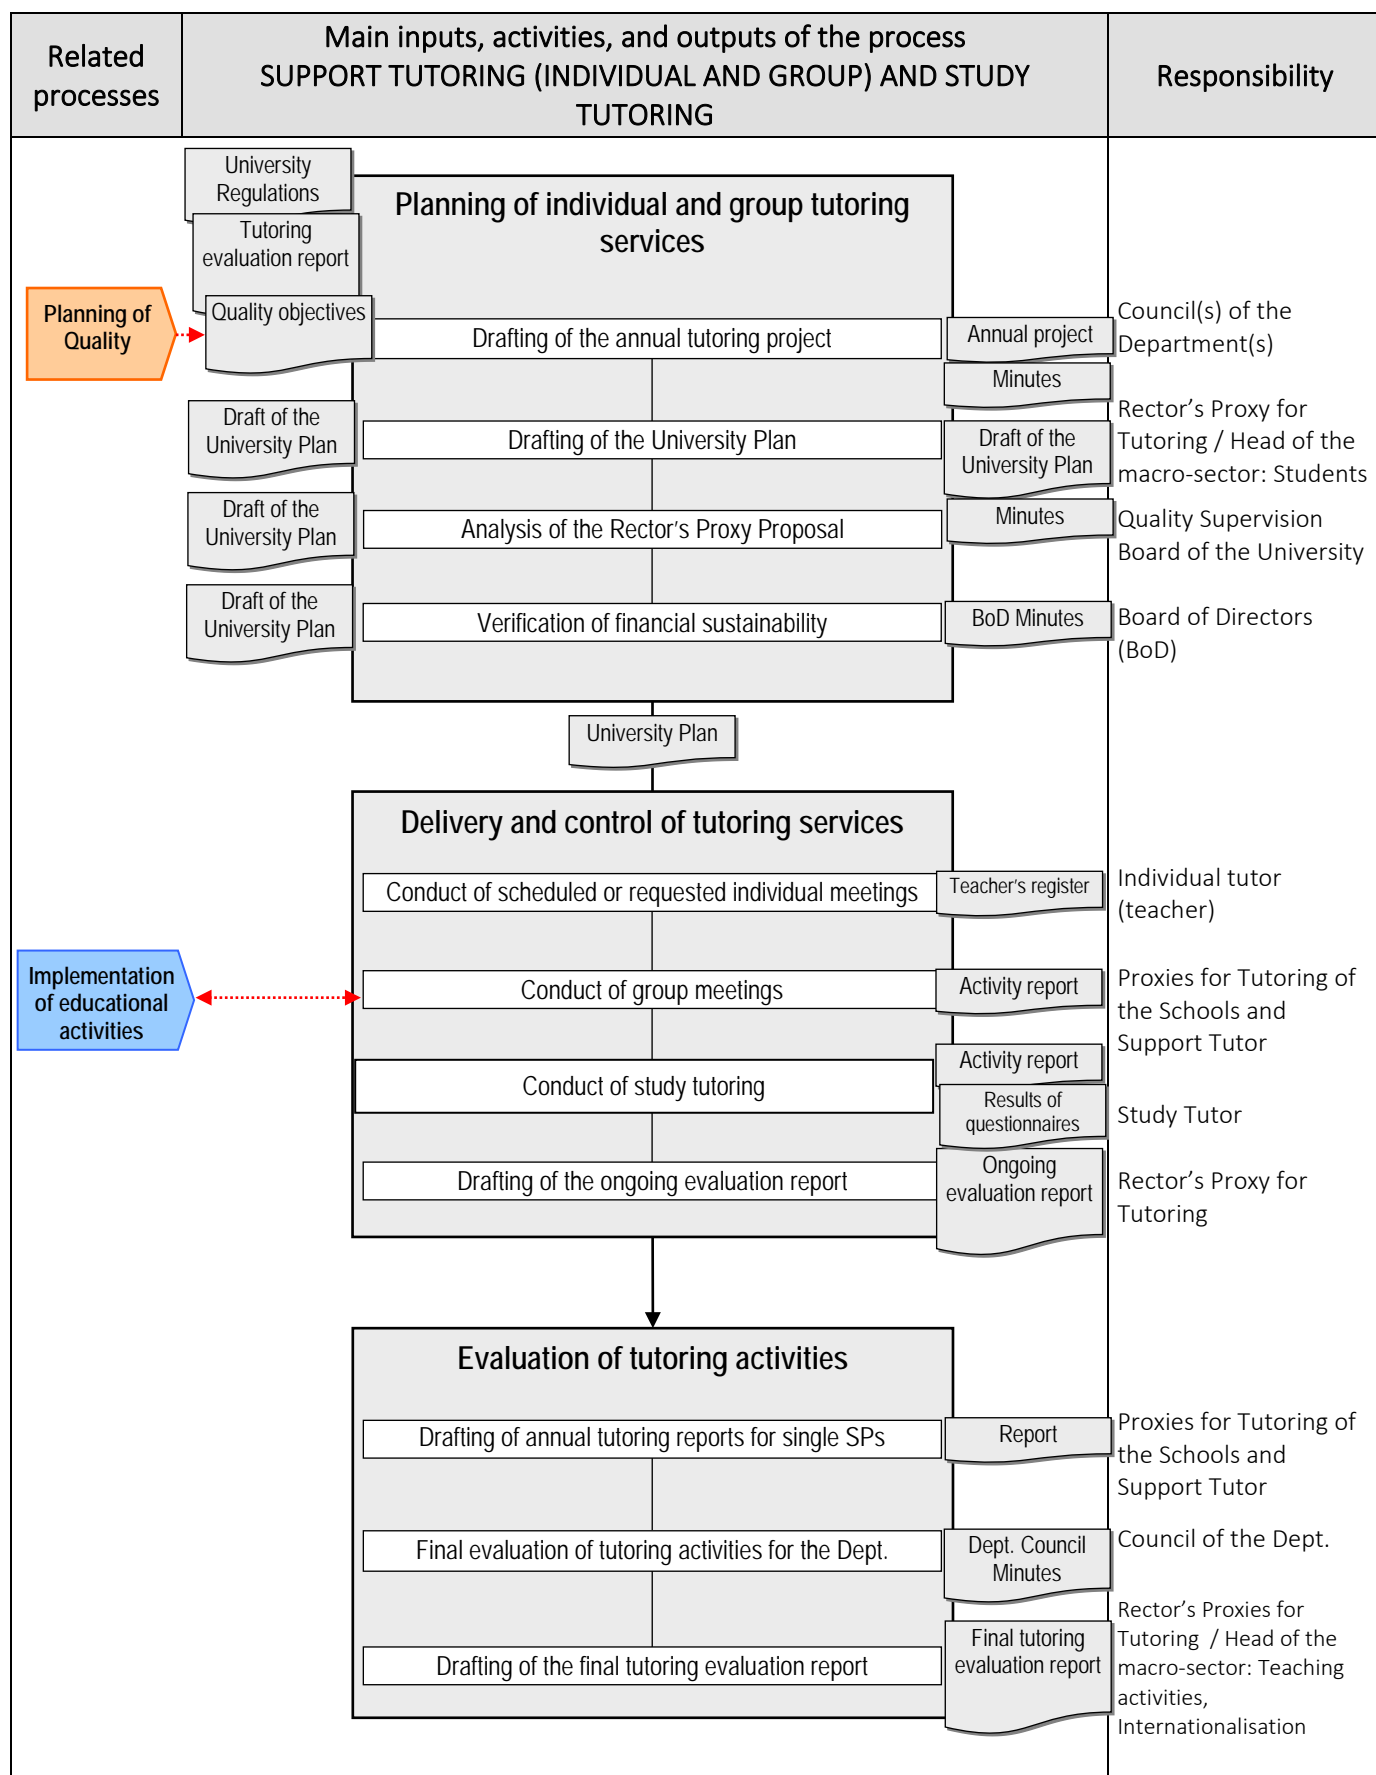 Related
processes
Main inputs, activities, and outputs of the process
SUPPORT TUTORING (INDIVIDUAL AND GROUP) AND STUDY
TUTORING
Responsibility
University
Regulations
Tutoring
evaluation report
Quality objectives
Planning of individual and group tutoring
services
Planning of
Quality
Drafting of the annual tutoring project
Annual project
Minutes
Council(s) of the
Department(s)
Draft of the
University Plan
Drafting of the University Plan
Draft of the
University Plan
Rector’s Proxy for
Tutoring / Head of the
macro-sector: Students
Draft of the
University Plan
Analysis of the Rector’s Proxy Proposal
Minutes
Quality Supervision
Board of the University
Draft of the
University Plan
Verification of financial sustainability
BoD Minutes
Board of Directors
(BoD)
University Plan
Delivery and control of tutoring services
Conduct of scheduled or requested individual meetings
Teacher’s register
Individual tutor
(teacher)
Implementation
of educational
activities
Conduct of group meetings
Activity report
Proxies for Tutoring of
the Schools and
Support Tutor
Conduct of study tutoring
Activity report
Results of
questionnaires
Study Tutor
Drafting of the ongoing evaluation report
Ongoing
evaluation report
Rector’s Proxy for
Tutoring
Evaluation of tutoring activities
Drafting of annual tutoring reports for single SPs
Report
Proxies for Tutoring of
the Schools and
Support Tutor
Final evaluation of tutoring activities for the Dept.
Dept. Council
Minutes
Council of the Dept.
Drafting of the final tutoring evaluation report
Final tutoring
evaluation report
Rector’s Proxies for
Tutoring / Head of the
macro-sector: Teaching
activities,
Internationalisation